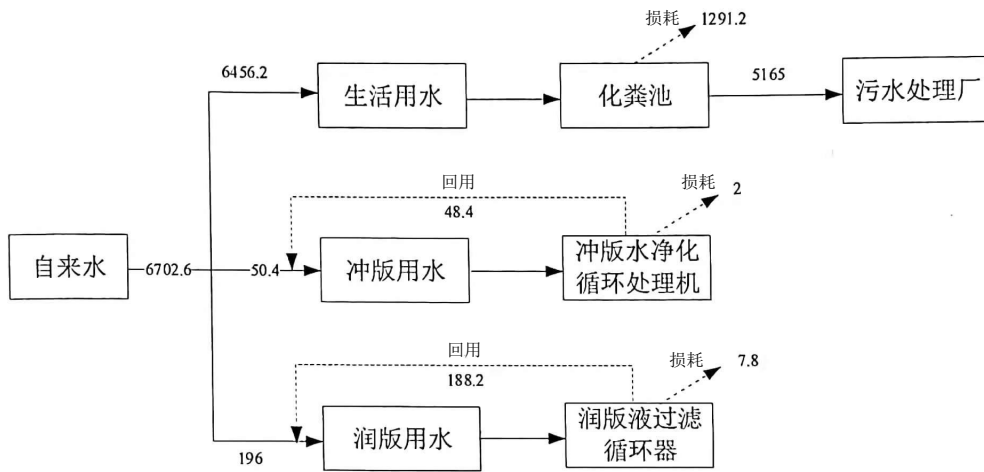 损耗 1291.2
6456.2
生活用水
化粪池
5165
污水处理厂
回用
48.4
损耗 2
自来水
6702.6
50.4
冲版用水
冲版水净化
循环处理机
回用
188.2
损耗 7.8
196
润版用水
润版液过滤
循环器